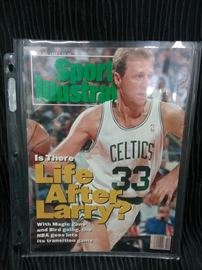 Sports
Illustrated
CELTICS
33
Is There
Life
After
Larry?
With Magic gone
and Bird going, the
NBA goes into
its transition game